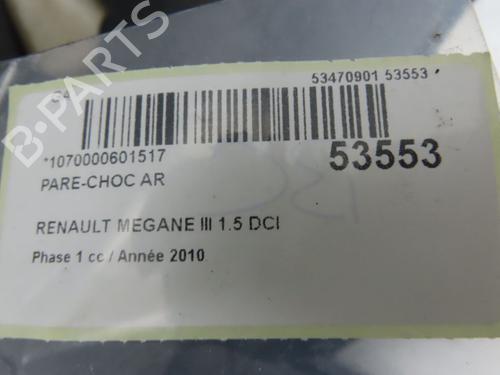 53470901 53553
*1070000601517
53553
PARE-CHOC AR
RENAULT MEGANE III 1.5 DCI
Phase 1 cc / Année 2010
B-PARTS